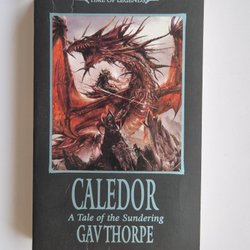 TIME OF LEGENDS
CALEDOR
A Tale of the Sundering
GAV THORPE